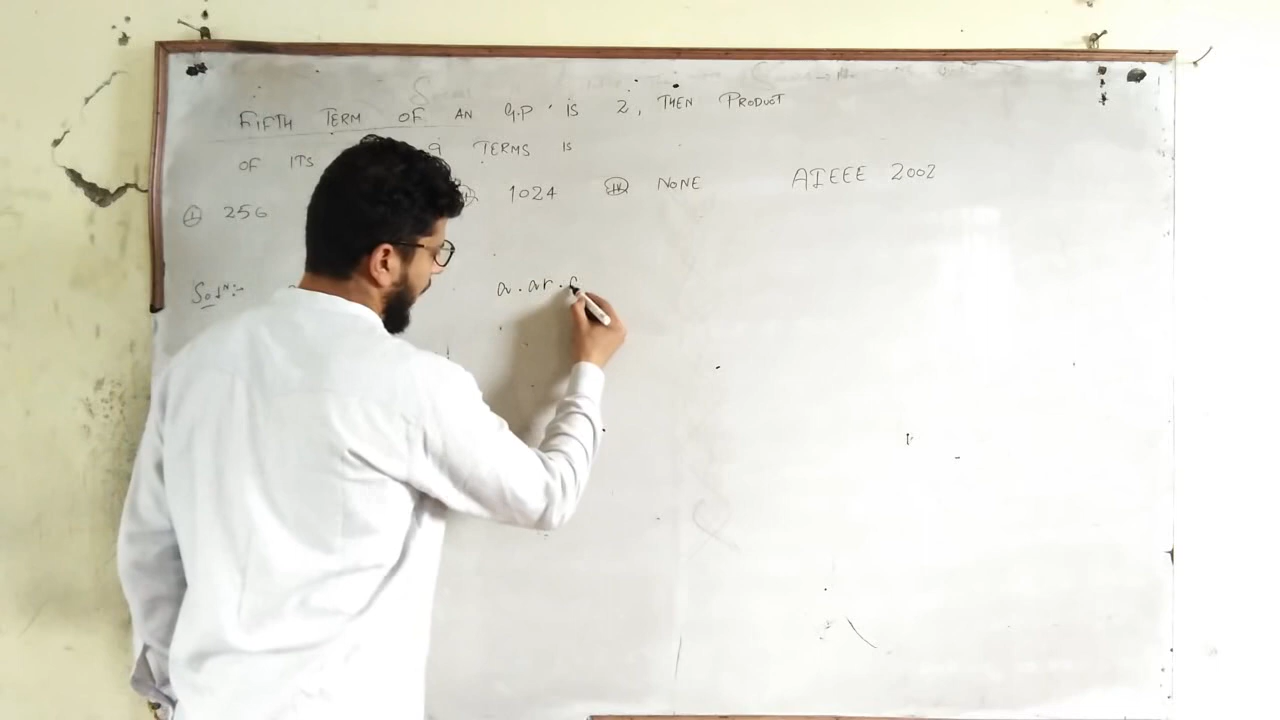 FIFTH TERM OF AN G.P. IS 2, THEN PRODUCT
OF ITS 9 TERMS IS
AIEEE 2002
I 256 1024 NONE
Solⁿ:- a . ar .